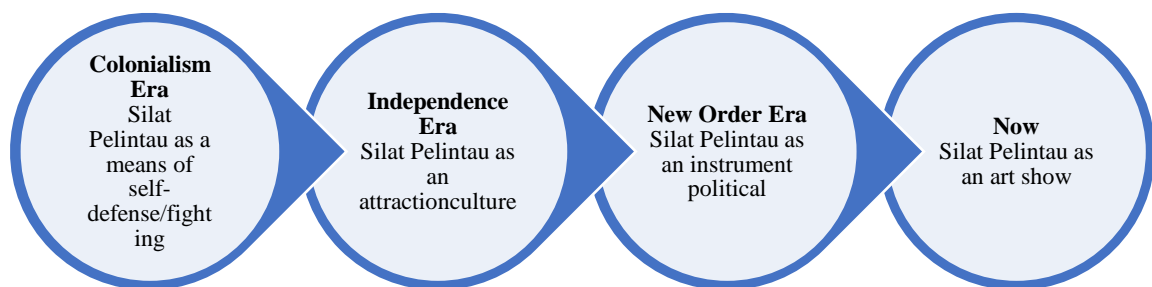 Colonialism
Era
Silat
Pelintau as a
means of
self-
defense/fight
ing
Independence
Era
Silat Pelintau as
an
attractionculture
New Order Era
Silat Pelintau as
an instrument
political
Now
Silat Pelintau as
an art show